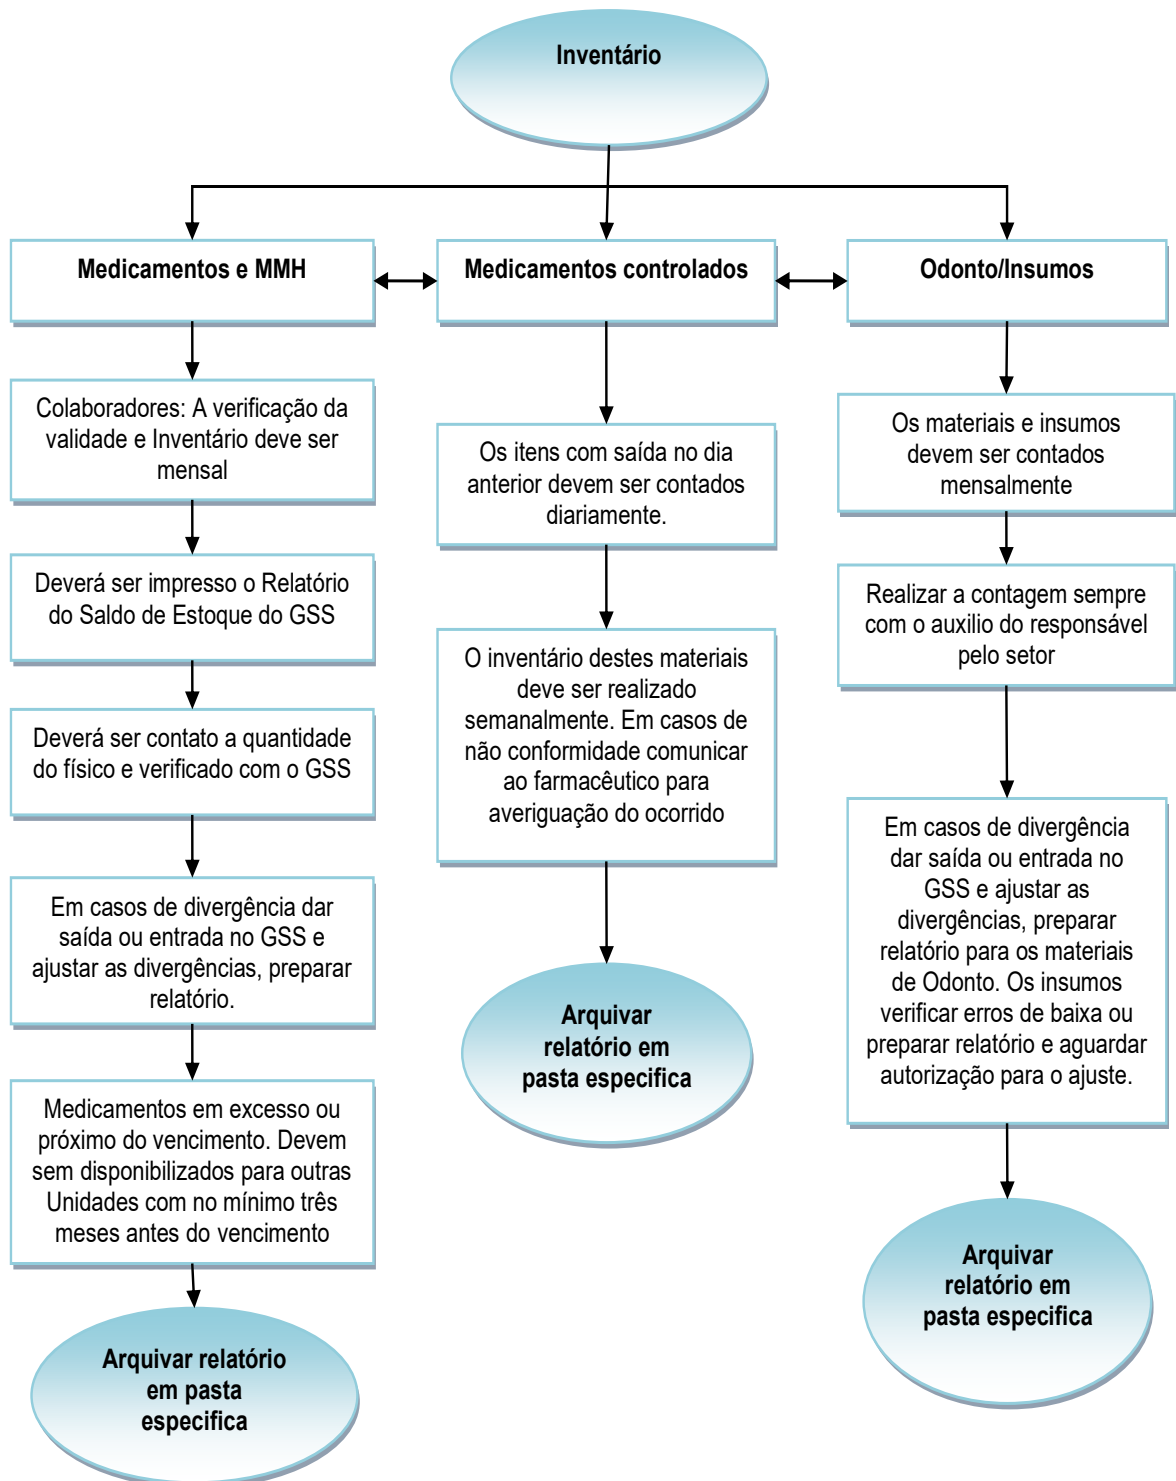 Inventário
Medicamentos e MMH
Medicamentos controlados
Odonto/Insumos
Colaboradores: A verificação da
validade e Inventário deve ser
mensal
Deverá ser impresso o Relatório
do Saldo de Estoque do GSS
Deverá ser contato a quantidade
do físico e verificado com o GSS
Em casos de divergência dar
saída ou entrada no GSS e
ajustar as divergências, preparar
relatório.
Medicamentos em excesso ou
próximo do vencimento. Devem
sem disponibilizados para outras
Unidades com no mínimo três
meses antes do vencimento
Arquivar relatório
em pasta
especifica
Os itens com saída no dia
anterior devem ser contados
diariamente.
O inventário destes materiais
deve ser realizado
semanalmente. Em casos de
não conformidade comunicar
ao farmacêutico para
averiguação do ocorrido
Arquivar
relatório em
pasta especifica
Os materiais e insumos
devem ser contados
mensalmente
Realizar a contagem sempre
com o auxilio do responsável
pelo setor
Em casos de divergência
dar saída ou entrada no
GSS e ajustar as
divergências, preparar
relatório para os materiais
de Odonto. Os insumos
verificar erros de baixa ou
preparar relatório e aguardar
autorização para o ajuste.
Arquivar
relatório em
pasta especifica